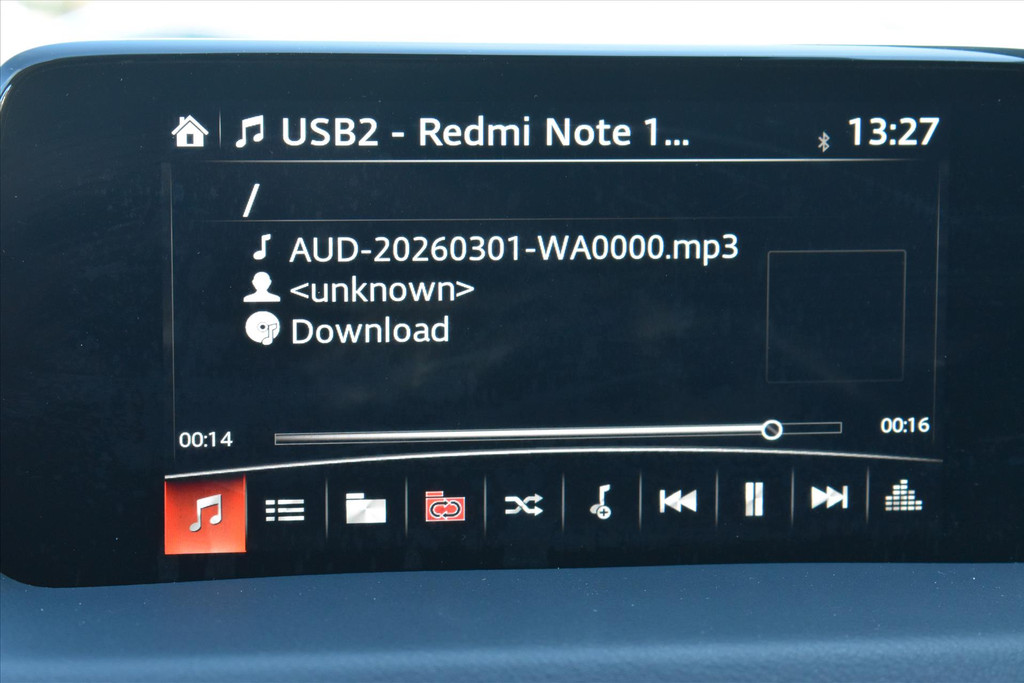 USB2 - Redmi Note 1... 13:27
/
AUD-20260301-WA0000.mp3
<unknown>
Download
00:14 00:16